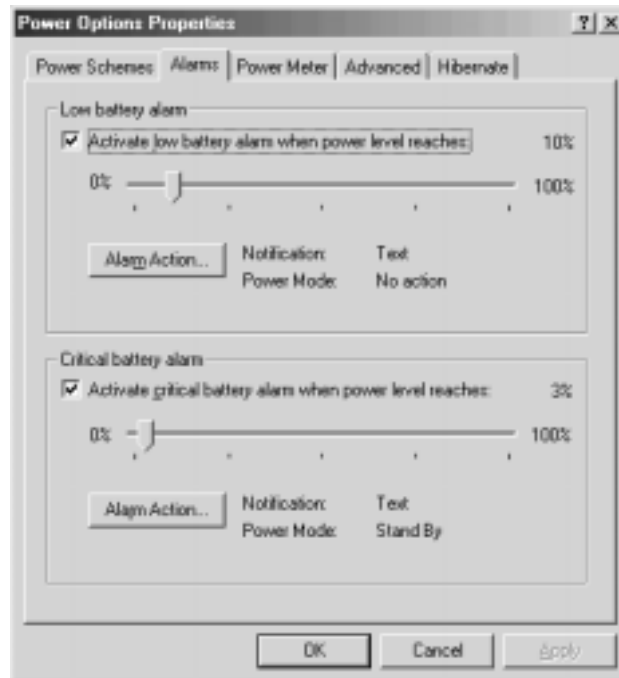 Power Options Properties
Power Schemes Alarms Power Meter Advanced Hibernate
Low battery alarm
Activate low battery alarm when power level reaches: 10%
0% 100%
Alarm Action... Notification: Text
Power Mode: No action
Critical battery alarm
Activate critical battery alarm when power level reaches: 3%
0% 100%
Alarm Action... Notification: Text
Power Mode: Stand By
OK Cancel Apply